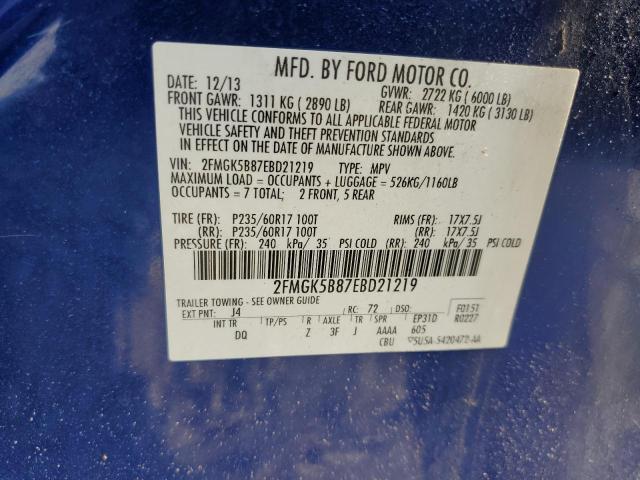 MFD. BY FORD MOTOR CO.
DATE: 12/13 GVWR: 2722 KG ( 6000 LB)
FRONT GAWR: 1311 KG ( 2890 LB) REAR GAWR: 1420 KG ( 3130 LB)
THIS VEHICLE CONFORMS TO ALL APPLICABLE FEDERAL MOTOR
VEHICLE SAFETY AND THEFT PREVENTION STANDARDS
IN EFFECT ON THE DATE OF MANUFACTURE SHOWN ABOVE.
VIN: 2FMGK5B87EBD21219 TYPE: MPV
MAXIMUM LOAD = OCCUPANTS + LUGGAGE = 526KG/1160LB
OCCUPANTS = 7 TOTAL: 2 FRONT, 5 REAR
TIRE (FR): P235/60R17 100T RIMS (FR): 17X7.5J
(RR): P235/60R17 100T (RR): 17X7.5J
PRESSURE (FR): 240 kPa/ 35 PSI COLD (RR): 240 kPa/ 35 PSI COLD
2FMGK5B87EBD21219
TRAILER TOWING - SEE OWNER GUIDE
EXT PNT: J4 RC: 72 DSO: F0151
INT TR TP/PS R AXLE TR SPR EP31D R0227
DQ Z 3F J AAAA 605
CBU 5U5A-5420472-AA